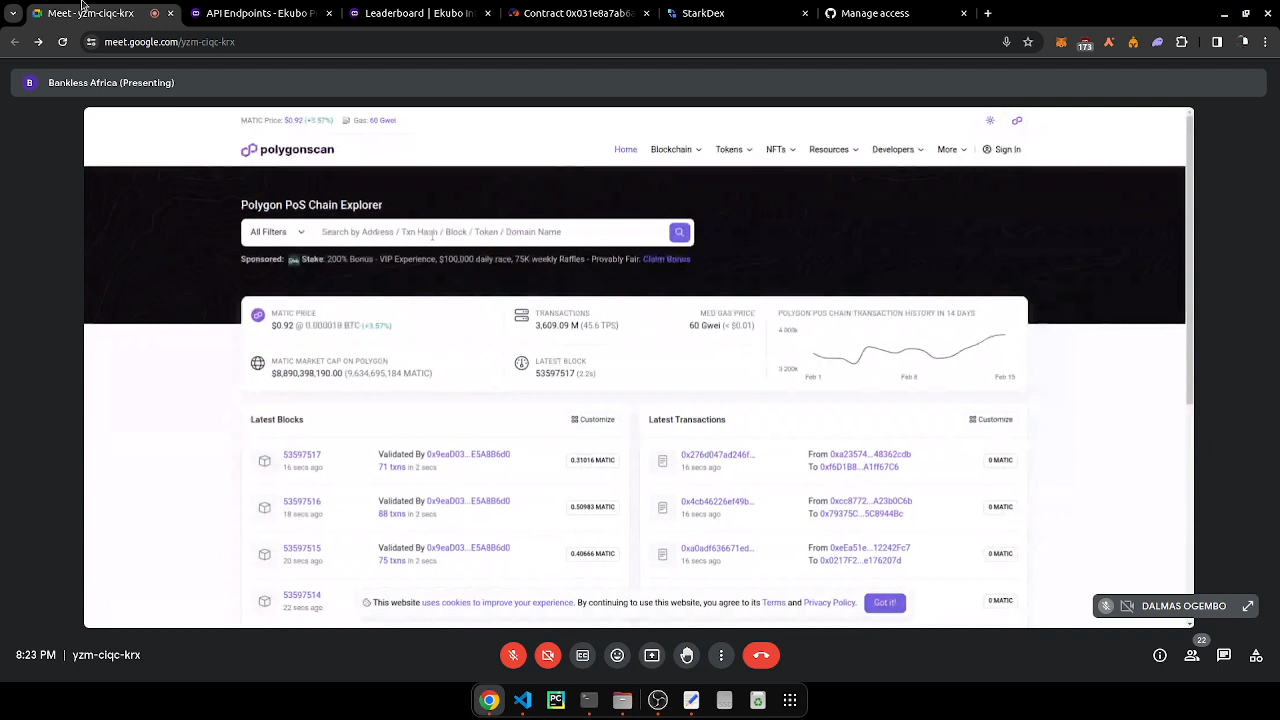 Meet - yzm-ciqc-krx
API Endpoints - Ekubo P
Leaderboard | Ekubo Int
Contract 0x031e8a7ab6a
StarkDex
Manage access
meet.google.com/yzm-ciqc-krx
173
B Bankless Africa (Presenting)
MATIC Price: $0.92 (+3.57%) Gas: 60 Gwei
polygonscan
Home Blockchain Tokens NFTs Resources Developers More Sign In
Polygon PoS Chain Explorer
All Filters Search by Address / Txn Hash / Block / Token / Domain Name
Sponsored: Stake: 200% Bonus - VIP Experience, $100,000 daily race, 75K weekly Raffles - Provably Fair. Claim Bonus
MATIC PRICE
$0.92 @ 0.000018 BTC (+3.57%)
TRANSACTIONS
3,609.09 M (45.6 TPS)
MED GAS PRICE
60 Gwei (< $0.01)
MATIC MARKET CAP ON POLYGON
$8,890,398,190.00 (9,634,695,184 MATIC)
LATEST BLOCK
53597517 (2.2s)
POLYGON POS CHAIN TRANSACTION HISTORY IN 14 DAYS
4 000k
3 200k
Feb 1 Feb 8 Feb 15
Latest Blocks Customize
53597517 Validated By 0x9eaD03...E5A8B6d0
16 secs ago 71 txns in 2 secs
0.31016 MATIC
53597516 Validated By 0x9eaD03...E5A8B6d0
18 secs ago 88 txns in 2 secs
0.50983 MATIC
53597515 Validated By 0x9eaD03...E5A8B6d0
20 secs ago 75 txns in 2 secs
0.40666 MATIC
53597514
22 secs ago
Latest Transactions Customize
0x276d047ad246f... From 0xa23574...48362cdb
16 secs ago To 0xf6D1B8...A1ff67C6
0 MATIC
0x4cb46226ef49b... From 0xcc8772...A23b0C6b
16 secs ago To 0x79375C...5C8944Bc
0 MATIC
0xa0adf636671ed... From 0xeEa51e...12242Fc7
16 secs ago To 0x0217F2...e176207d
0 MATIC
0 MATIC
This website uses cookies to improve your experience. By continuing to use this website, you agree to its Terms and Privacy Policy. Got it!
DALMAS OGEMBO
8:23 PM | yzm-ciqc-krx
22